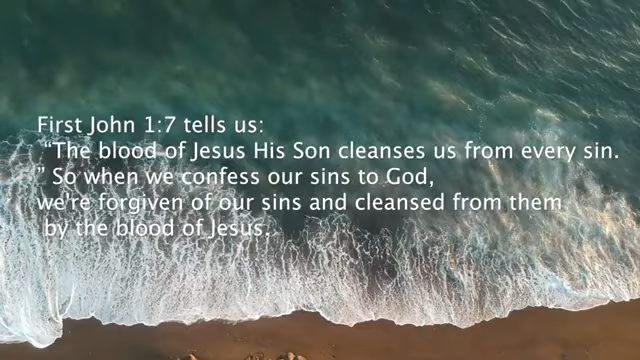 First John 1:7 tells us:
“The blood of Jesus His Son cleanses us from every sin.
” So when we confess our sins to God,
we're forgiven of our sins and cleansed from them
by the blood of Jesus.